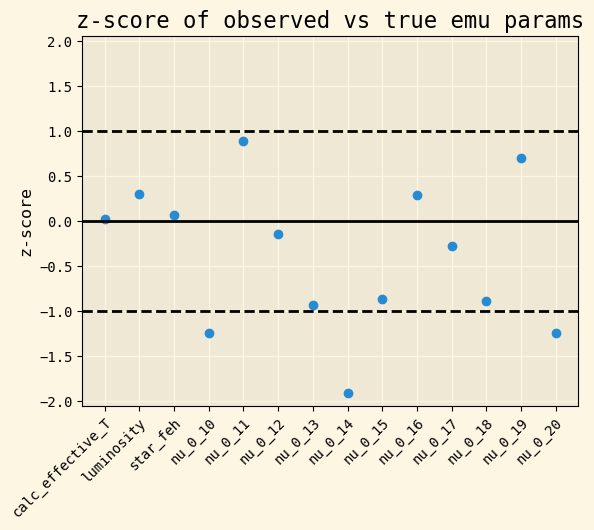 z-score of observed vs true emu params
z-score
2.0
1.5
1.0
0.5
0.0
−0.5
−1.0
−1.5
−2.0
calc_effective_T
luminosity
star_feh
nu_0_10
nu_0_11
nu_0_12
nu_0_13
nu_0_14
nu_0_15
nu_0_16
nu_0_17
nu_0_18
nu_0_19
nu_0_20